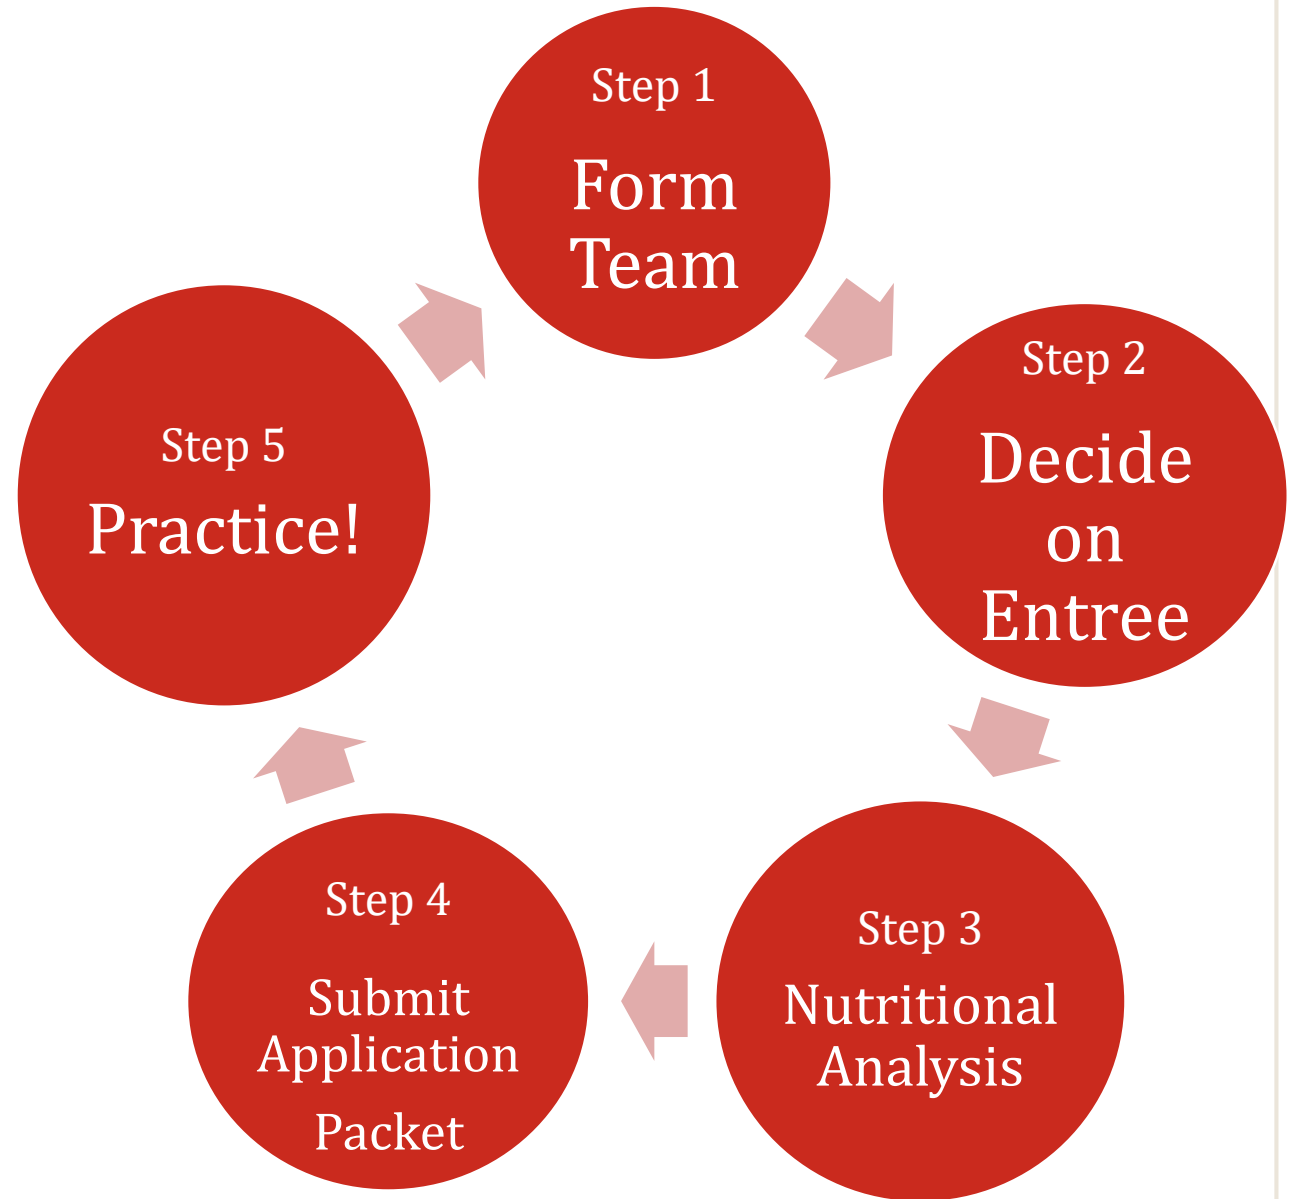 Step 1
Form
Team
Step 2
Decide
on
Entree
Step 3
Nutritional
Analysis
Step 4
Submit
Application
Packet
Step 5
Practice!